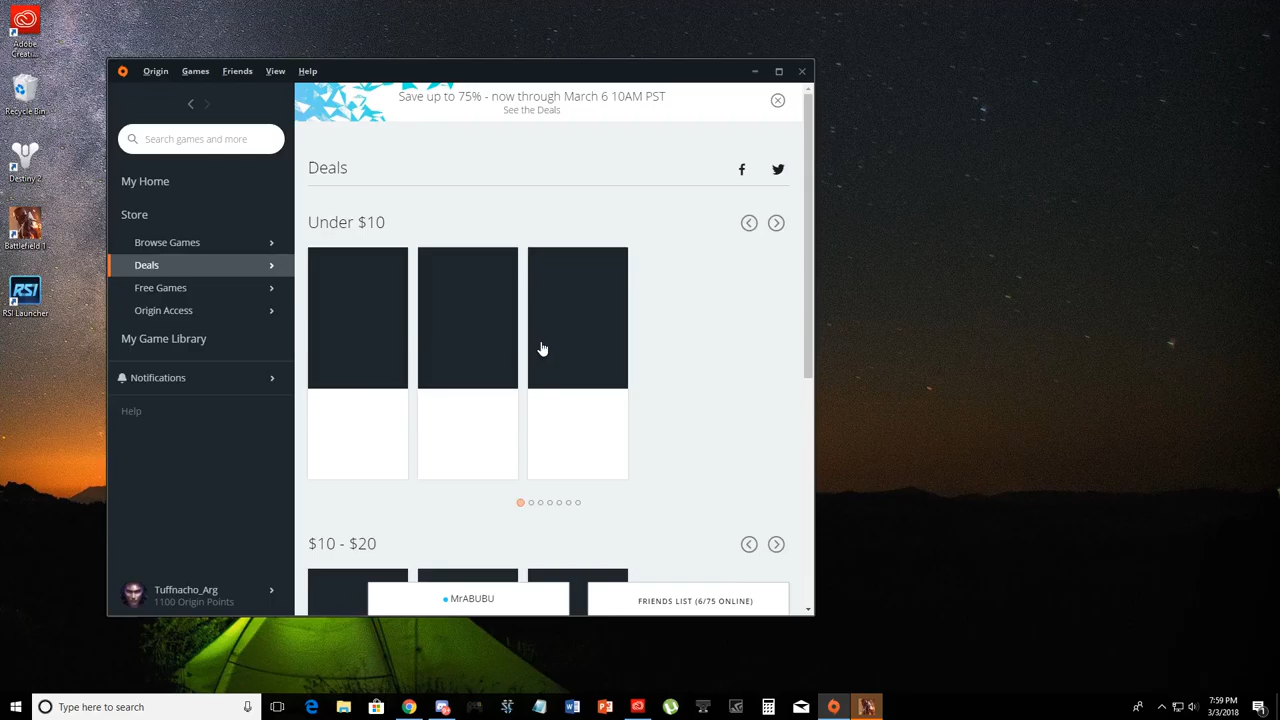 Adobe
Creati...
Recycle Bin
Destiny 2
Battlefield 1
RSI
RSI Launcher
Origin Games Friends View Help
Search games and more
My Home
Store
Browse Games
Deals
Free Games
Origin Access
My Game Library
Notifications
Help
Tuffnacho_Arg
1100 Origin Points
Save up to 75% - now through March 6 10AM PST
See the Deals
Deals
Under $10
$10 - $20
MrABUBU
FRIENDS LIST (6/75 ONLINE)
Type here to search
7:59 PM
3/3/2018